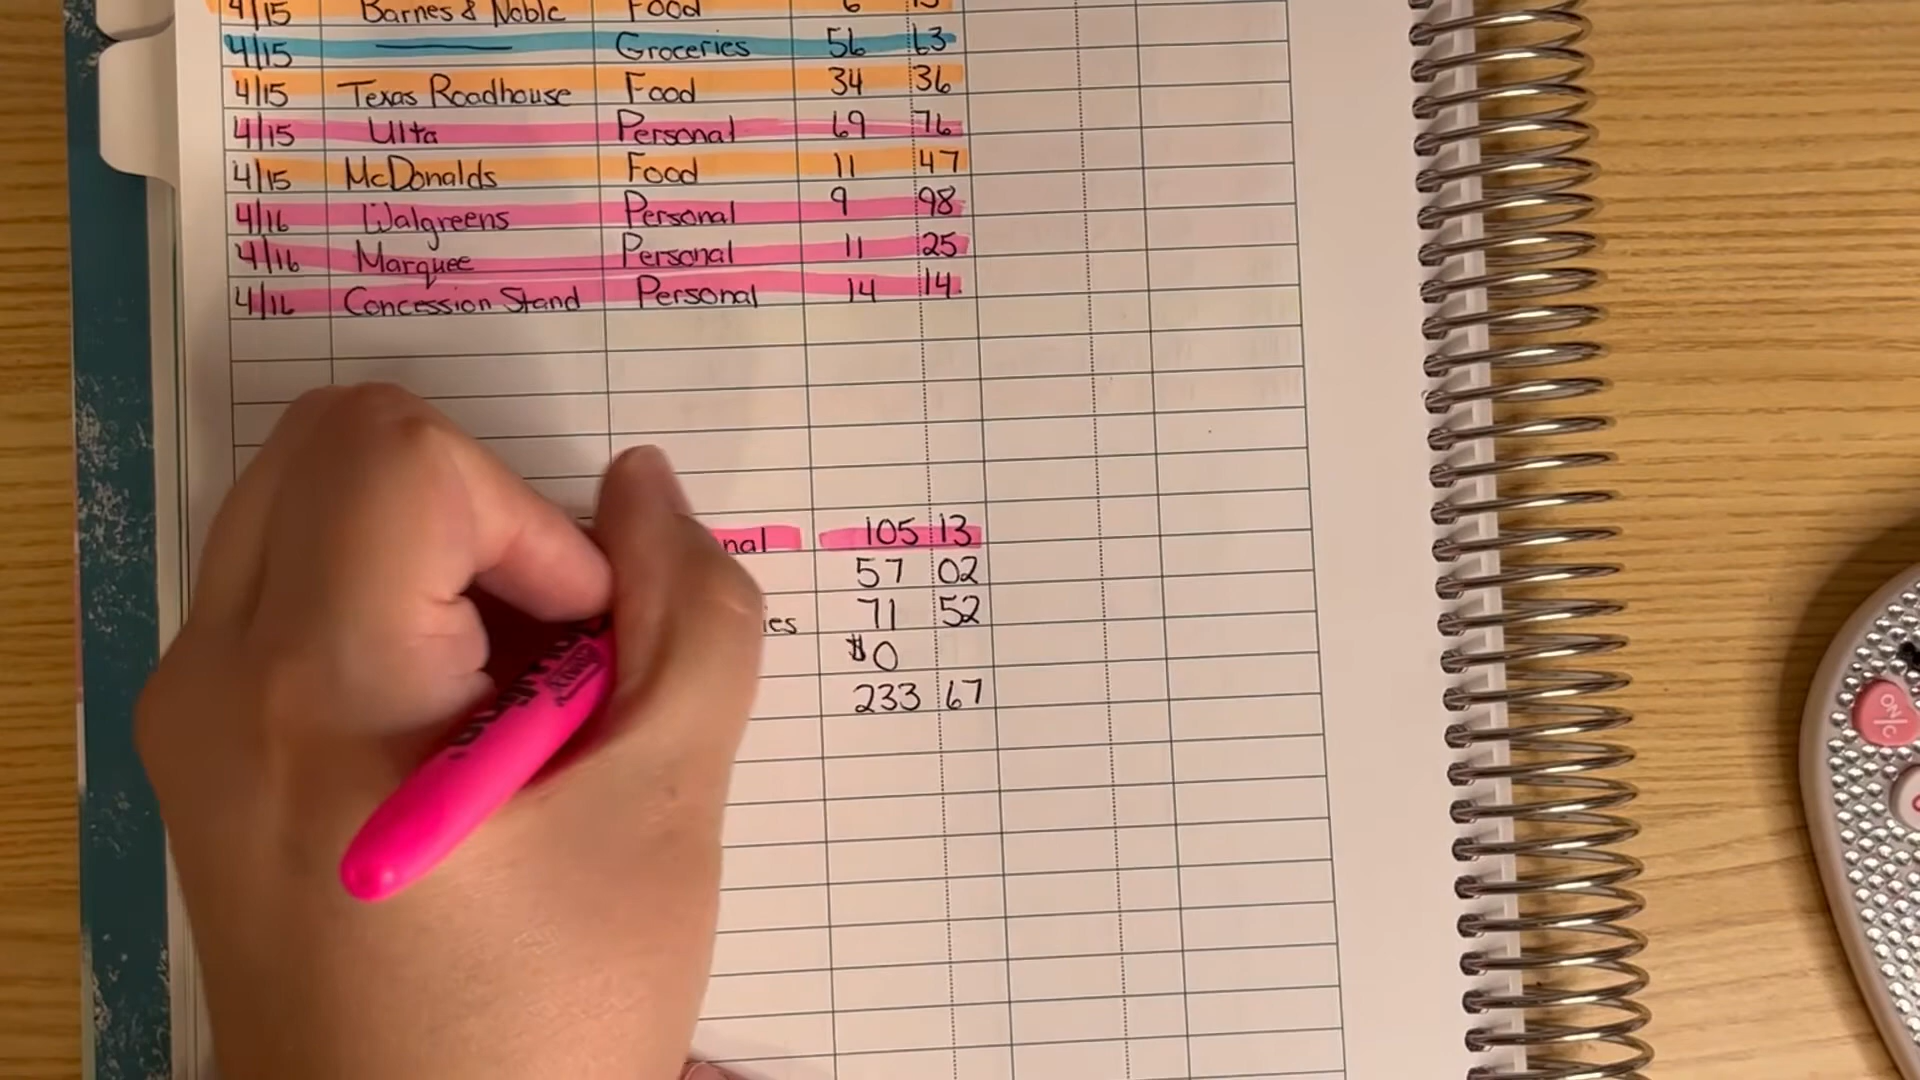 4/15 Barnes & Noble Food 6
4/15 Groceries 56 63
4/15 Texas Roadhouse Food 34 36
4/15 Ulta Personal 69 76
4/15 McDonalds Food 11 47
4/16 Walgreens Personal 9 98
4/16 Marquee Personal 11 25
4/16 Concession Stand Personal 14 14
nal 105 13
57 02
ies 71 52
$0
233 67
ON/C